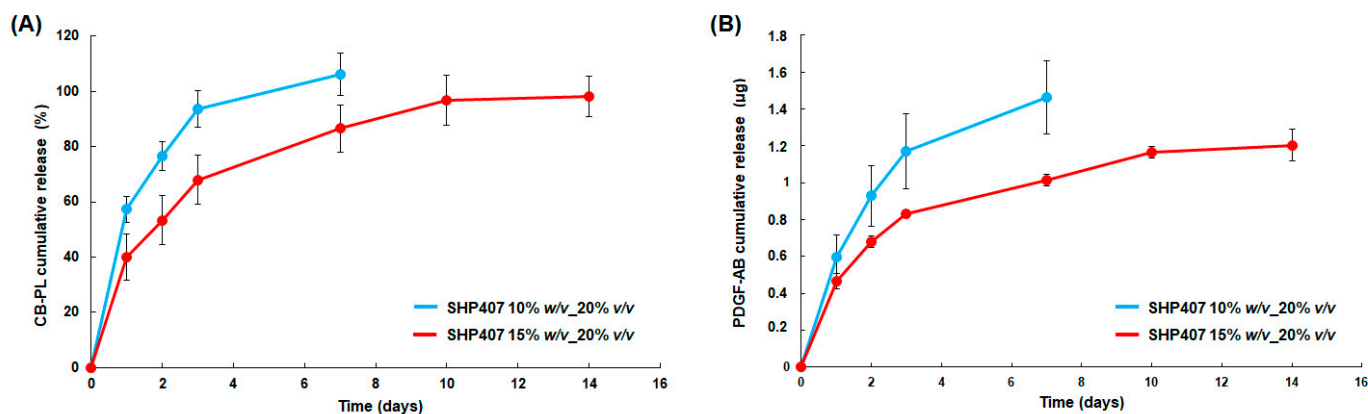 (A)
CB-PL cumulative release (%)
120
100
80
60
40
20
0
0 2 4 6 8 10 12 14 16
Time (days)
SHP407 10% w/v_20% v/v
SHP407 15% w/v_20% v/v
(B)
PDGF-AB cumulative release (µg)
1.8
1.6
1.4
1.2
1
0.8
0.6
0.4
0.2
0
0 2 4 6 8 10 12 14 16
Time (days)
SHP407 10% w/v_20% v/v
SHP407 15% w/v_20% v/v